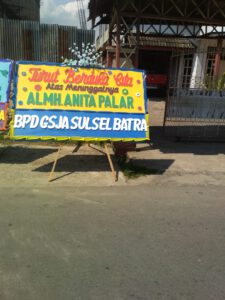 Turut Berduka Cita
Atas Meninggalnya
ALMH. ANITA PALAR
BPD GSJA SULSEL BATRA